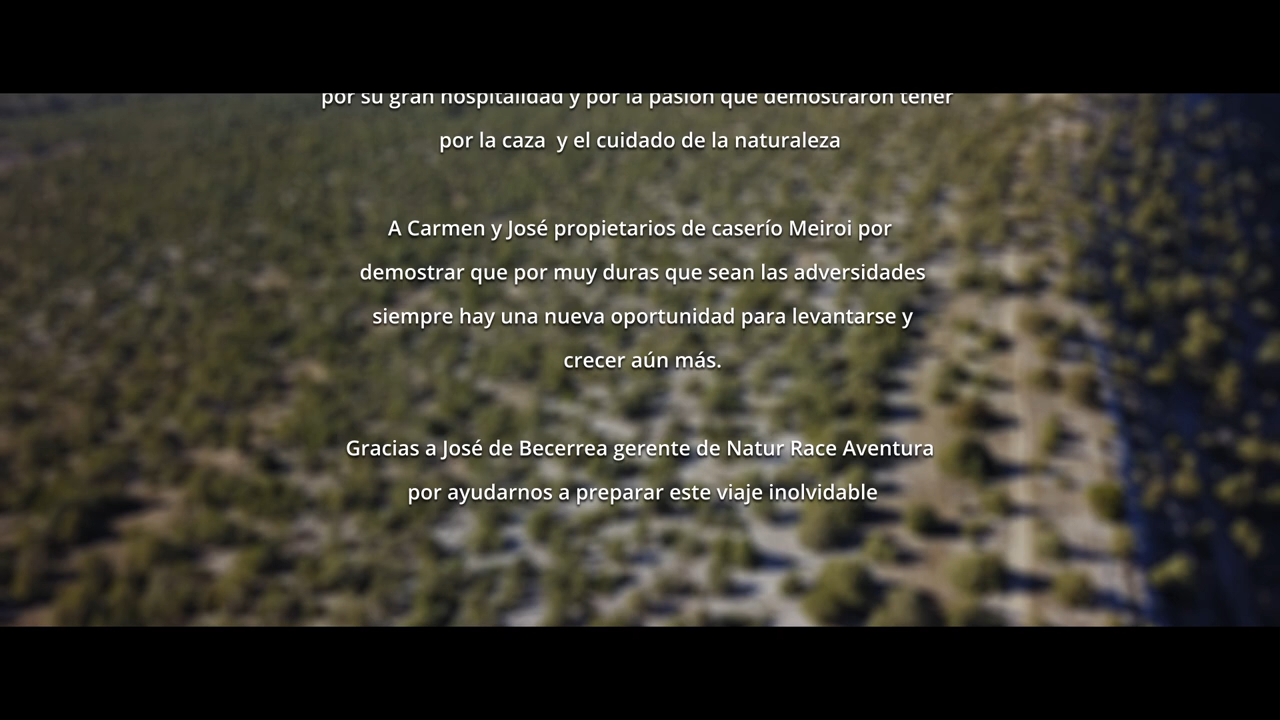 por su gran hospitalidad y por la pasión que demostraron tener
por la caza  y el cuidado de la naturaleza
A Carmen y José propietarios de caserío Meiroi por
demostrar que por muy duras que sean las adversidades
siempre hay una nueva oportunidad para levantarse y
crecer aún más.
Gracias a José de Becerrea gerente de Natur Race Aventura
por ayudarnos a preparar este viaje inolvidable